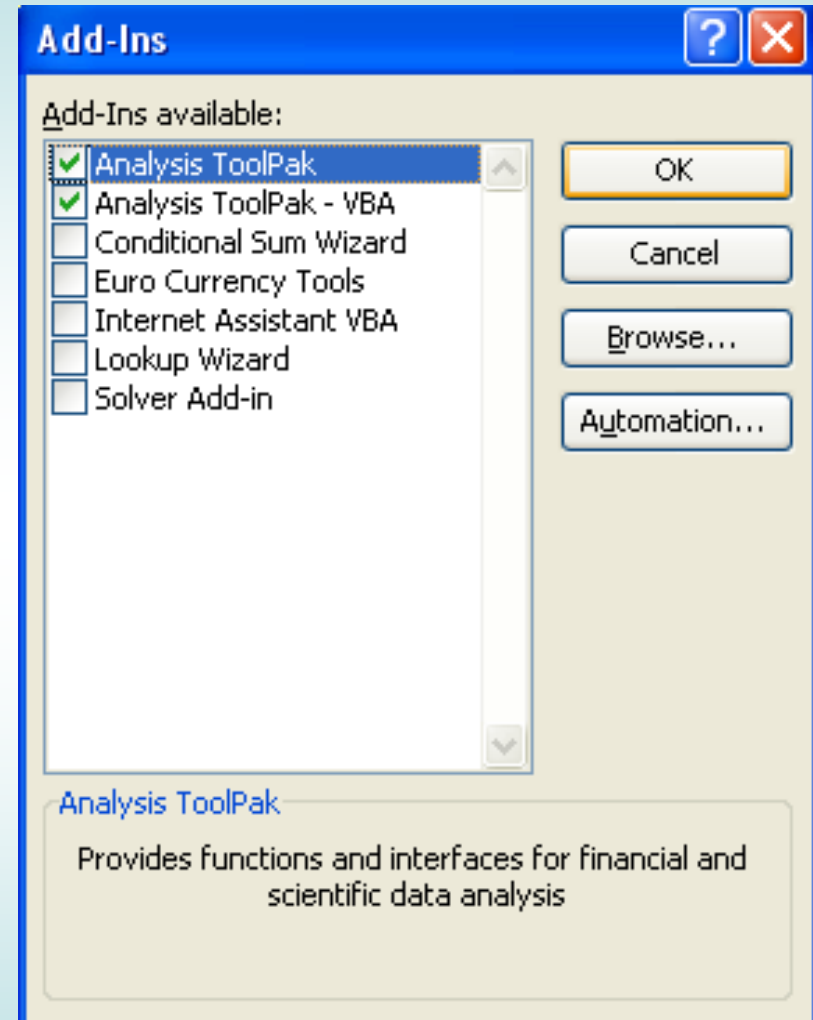 Add-Ins
Add-Ins available:
Analysis ToolPak
Analysis ToolPak - VBA
Conditional Sum Wizard
Euro Currency Tools
Internet Assistant VBA
Lookup Wizard
Solver Add-in
OK
Cancel
Browse...
Automation...
Analysis ToolPak
Provides functions and interfaces for financial and
scientific data analysis